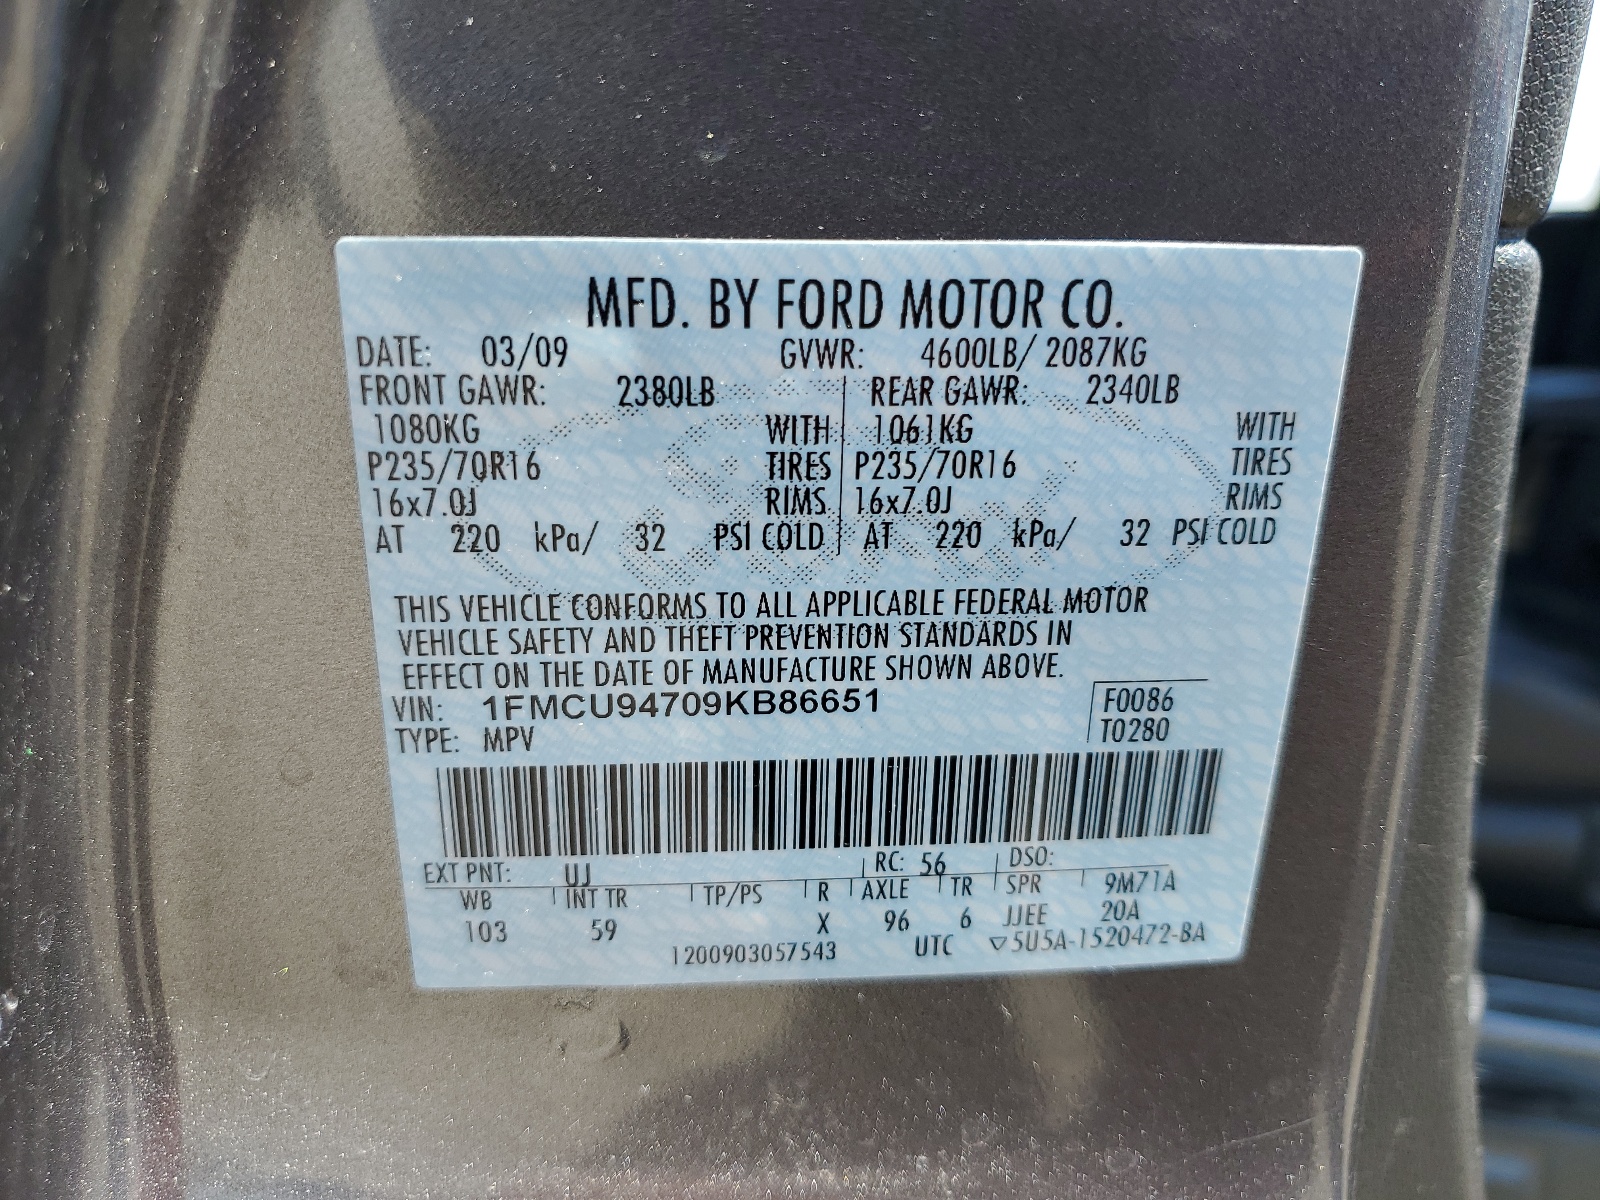 MFD. BY FORD MOTOR CO.
DATE: 03/09 GVWR: 4600LB/ 2087KG
FRONT GAWR: 2380LB REAR GAWR: 2340LB
1080KG WITH 1061KG WITH
P235/70R16 TIRES P235/70R16 TIRES
16x7.0J RIMS 16x7.0J RIMS
AT 220 kPa/ 32 PSI COLD AT 220 kPa/ 32 PSI COLD
THIS VEHICLE CONFORMS TO ALL APPLICABLE FEDERAL MOTOR
VEHICLE SAFETY AND THEFT PREVENTION STANDARDS IN
EFFECT ON THE DATE OF MANUFACTURE SHOWN ABOVE.
VIN: 1FMCU94709KB86651 F0086
TYPE: MPV T0280
EXT PNT: UJ RC: 56 DSO:
WB INT TR TP/PS R AXLE TR SPR 9M71A
103 59 X 96 6 JJEE 20A
1200903057543 UTC ▽5U5A-1520472-BA